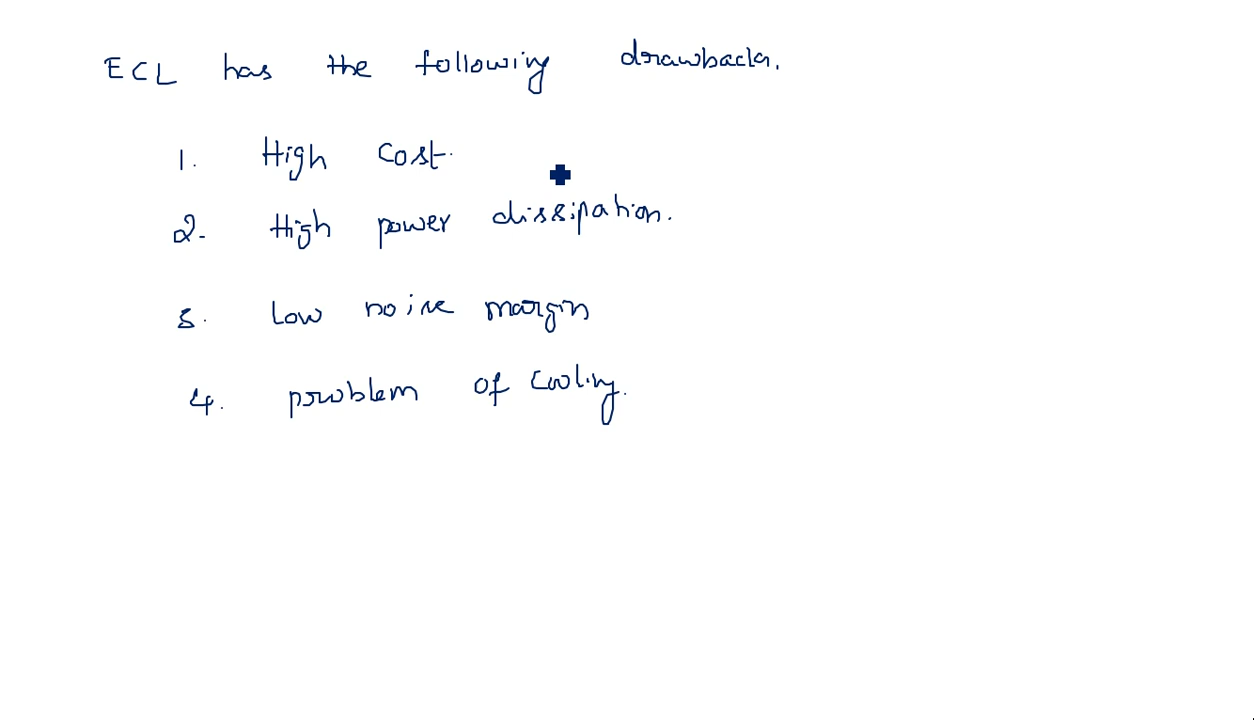 ECL has the following drawbacks.
1. High cost.
2. High power dissipation.
3. Low noise margin
4. problem of cooling.